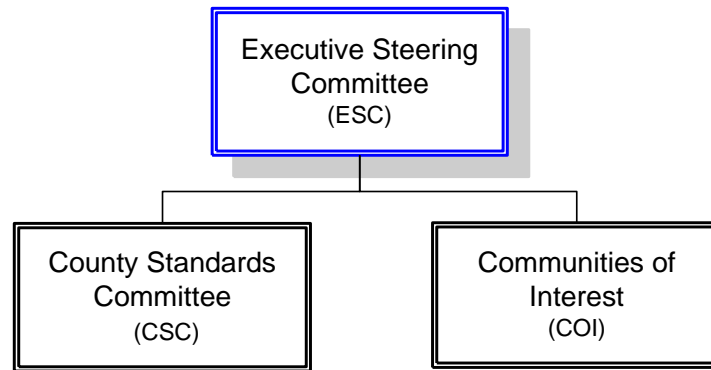 Executive Steering
Committee
(ESC)
County Standards
Committee
(CSC)
Communities of
Interest
(COI)